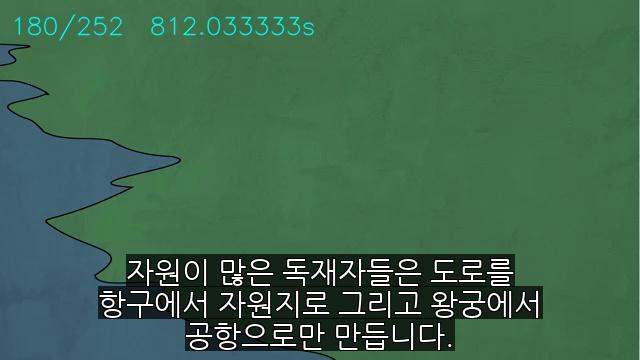 180/252 812.033333s
자원이 많은 독재자들은 도로를
항구에서 자원지로 그리고 왕궁에서
공항으로만 만듭니다.